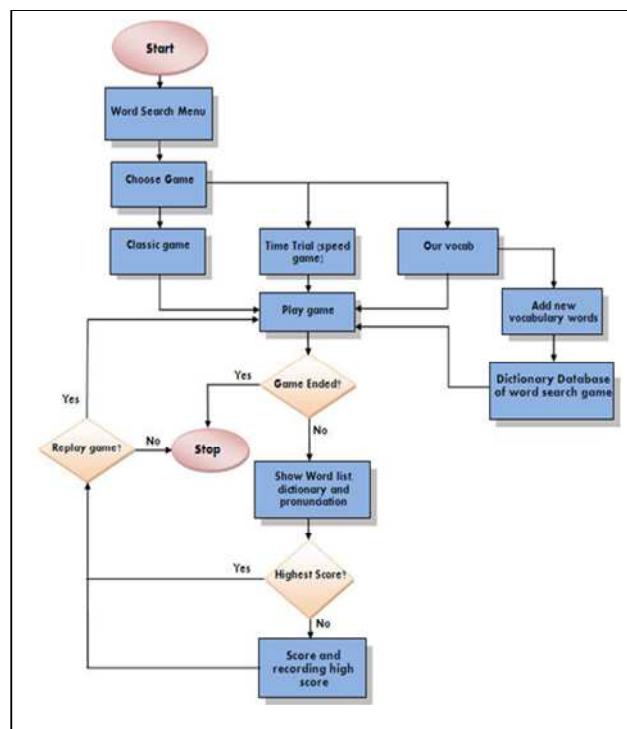 Start
Word Search Menu
Choose Game
Classic game
Time Trial (speed
game)
Our vocab
Play game
Add new
vocabulary words
Dictionary Database
of word search game
Yes
Game Ended?
Yes
Replay game?
No
Stop
No
Show Word list,
dictionary and
pronunciation
Yes
Highest Score?
No
Score and
recording high
score